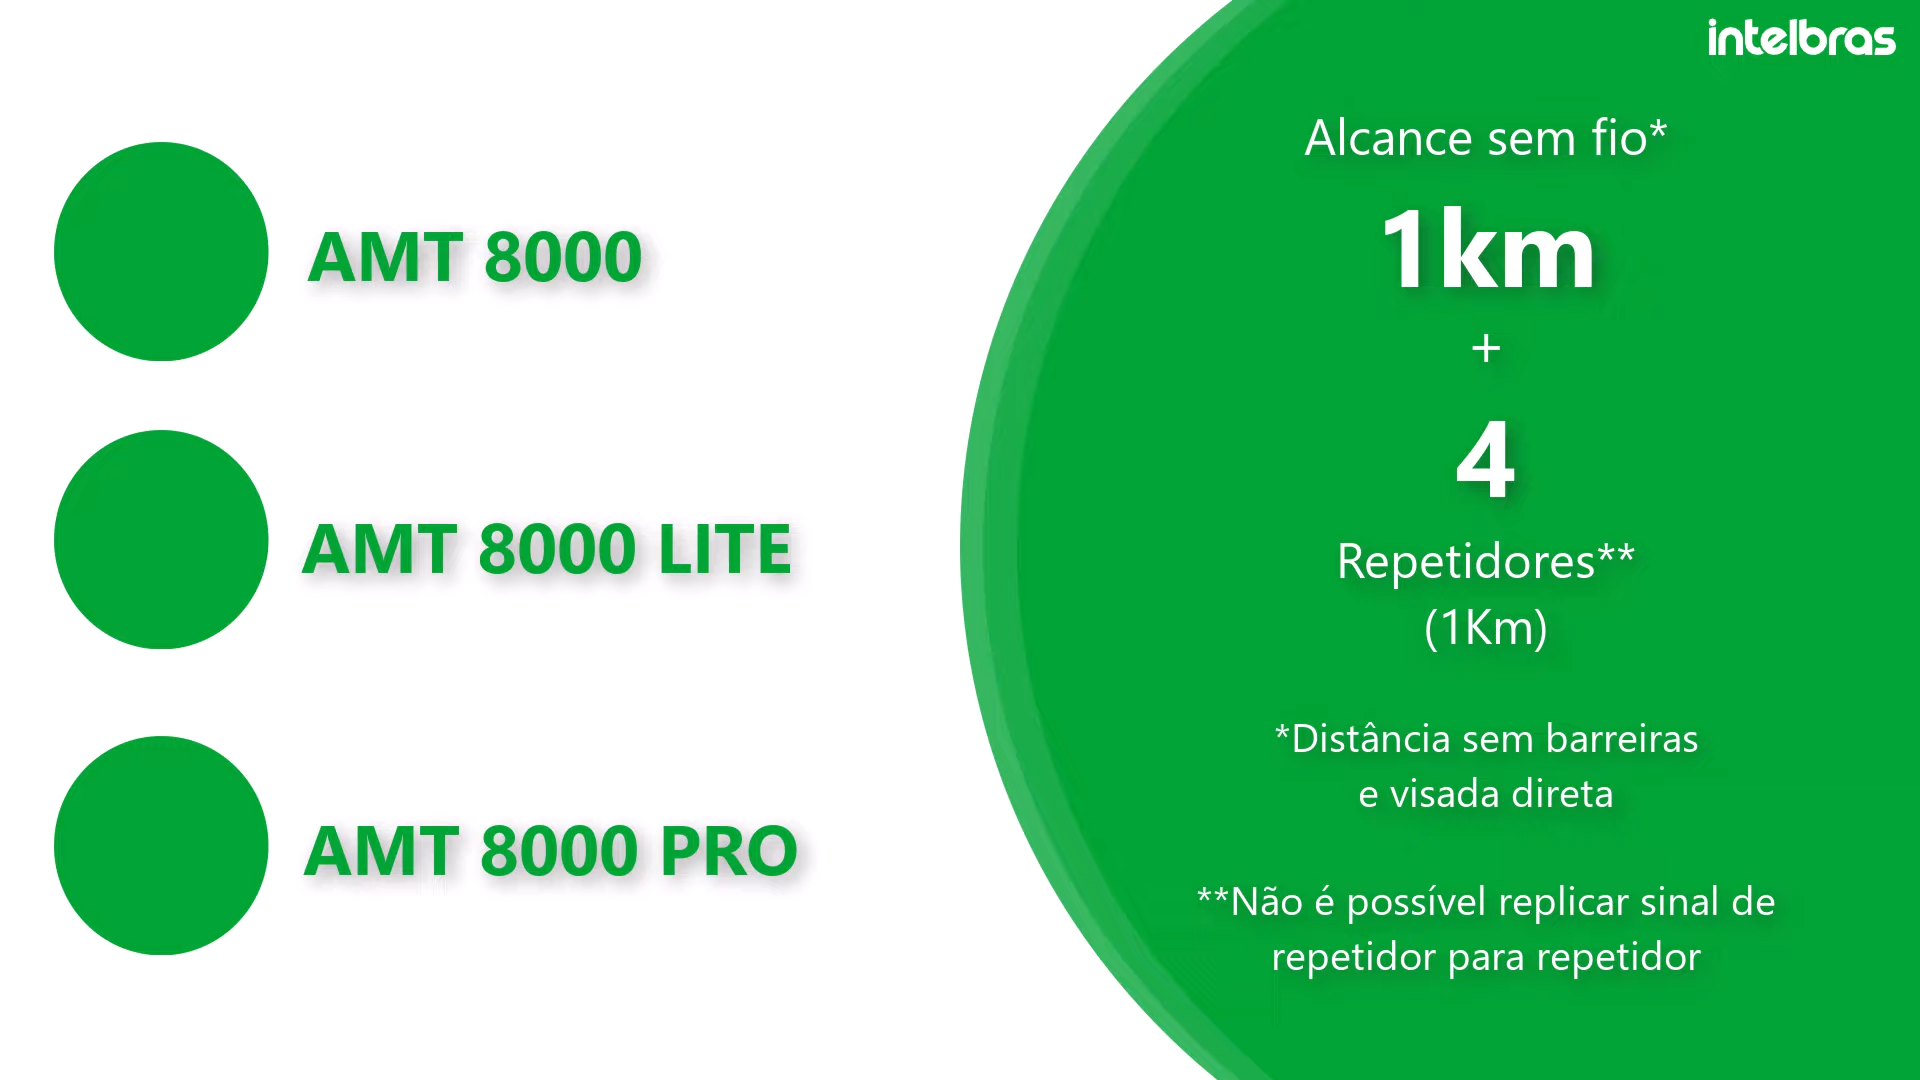 intelbras
AMT 8000
AMT 8000 LITE
AMT 8000 PRO
Alcance sem fio*
1km
+
4
Repetidores**
(1Km)
*Distância sem barreiras
e visada direta
**Não é possível replicar sinal de
repetidor para repetidor